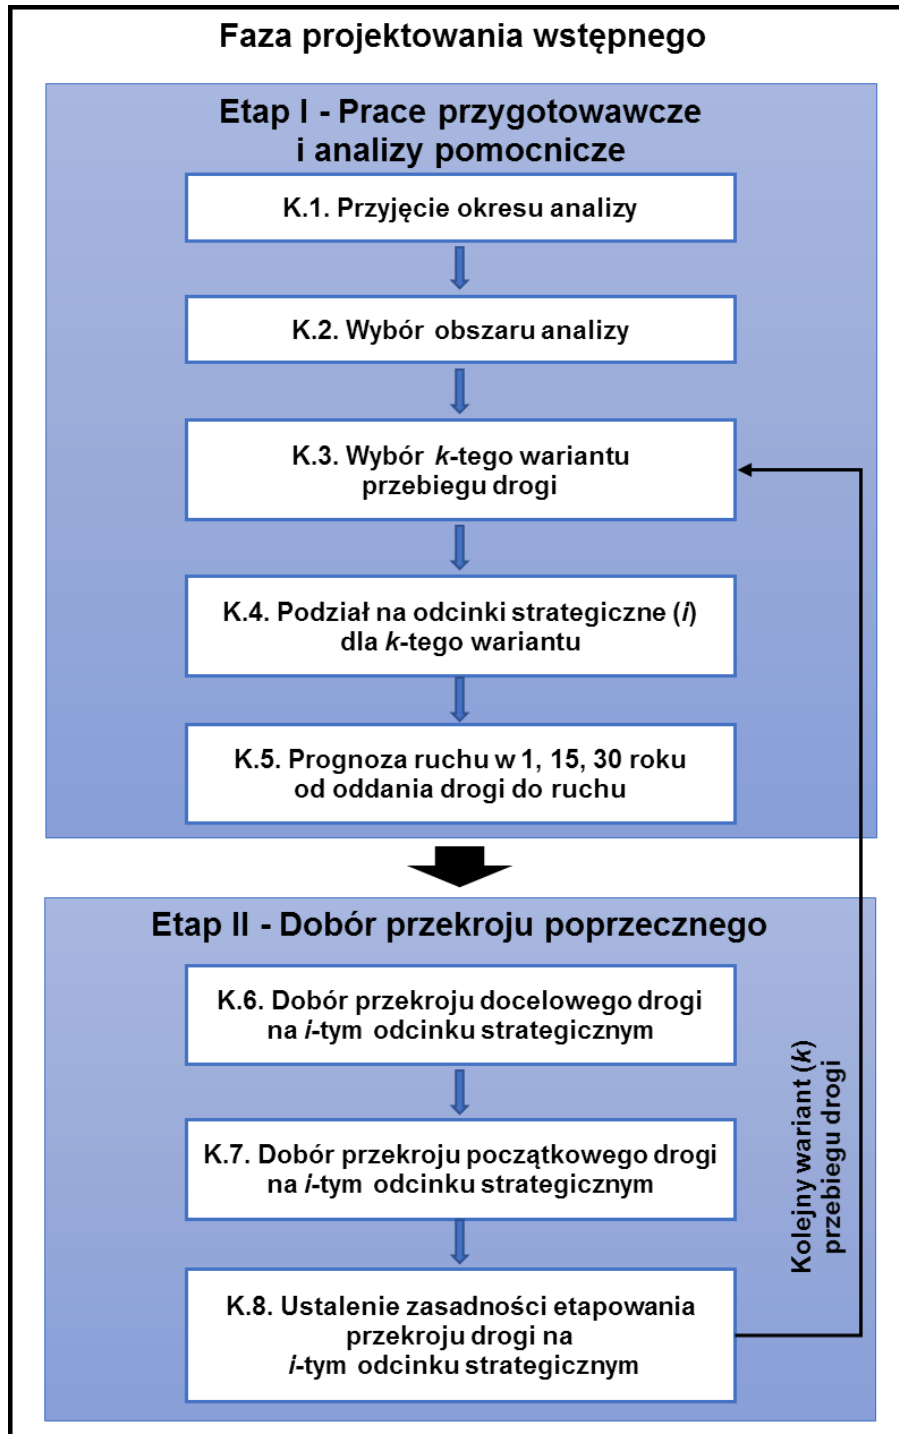 Faza projektowania wstępnego
Etap I - Prace przygotowawcze
i analizy pomocnicze
K.1. Przyjęcie okresu analizy
K.2. Wybór obszaru analizy
K.3. Wybór k-tego wariantu
przebiegu drogi
K.4. Podział na odcinki strategiczne (i)
dla k-tego wariantu
K.5. Prognoza ruchu w 1, 15, 30 roku
od oddania drogi do ruchu
Etap II - Dobór przekroju poprzecznego
K.6. Dobór przekroju docelowego drogi
na i-tym odcinku strategicznym
K.7. Dobór przekroju początkowego drogi
na i-tym odcinku strategicznym
K.8. Ustalenie zasadności etapowania
przekroju drogi na
i-tym odcinku strategicznym
Kolejny wariant (k)
przebiegu drogi